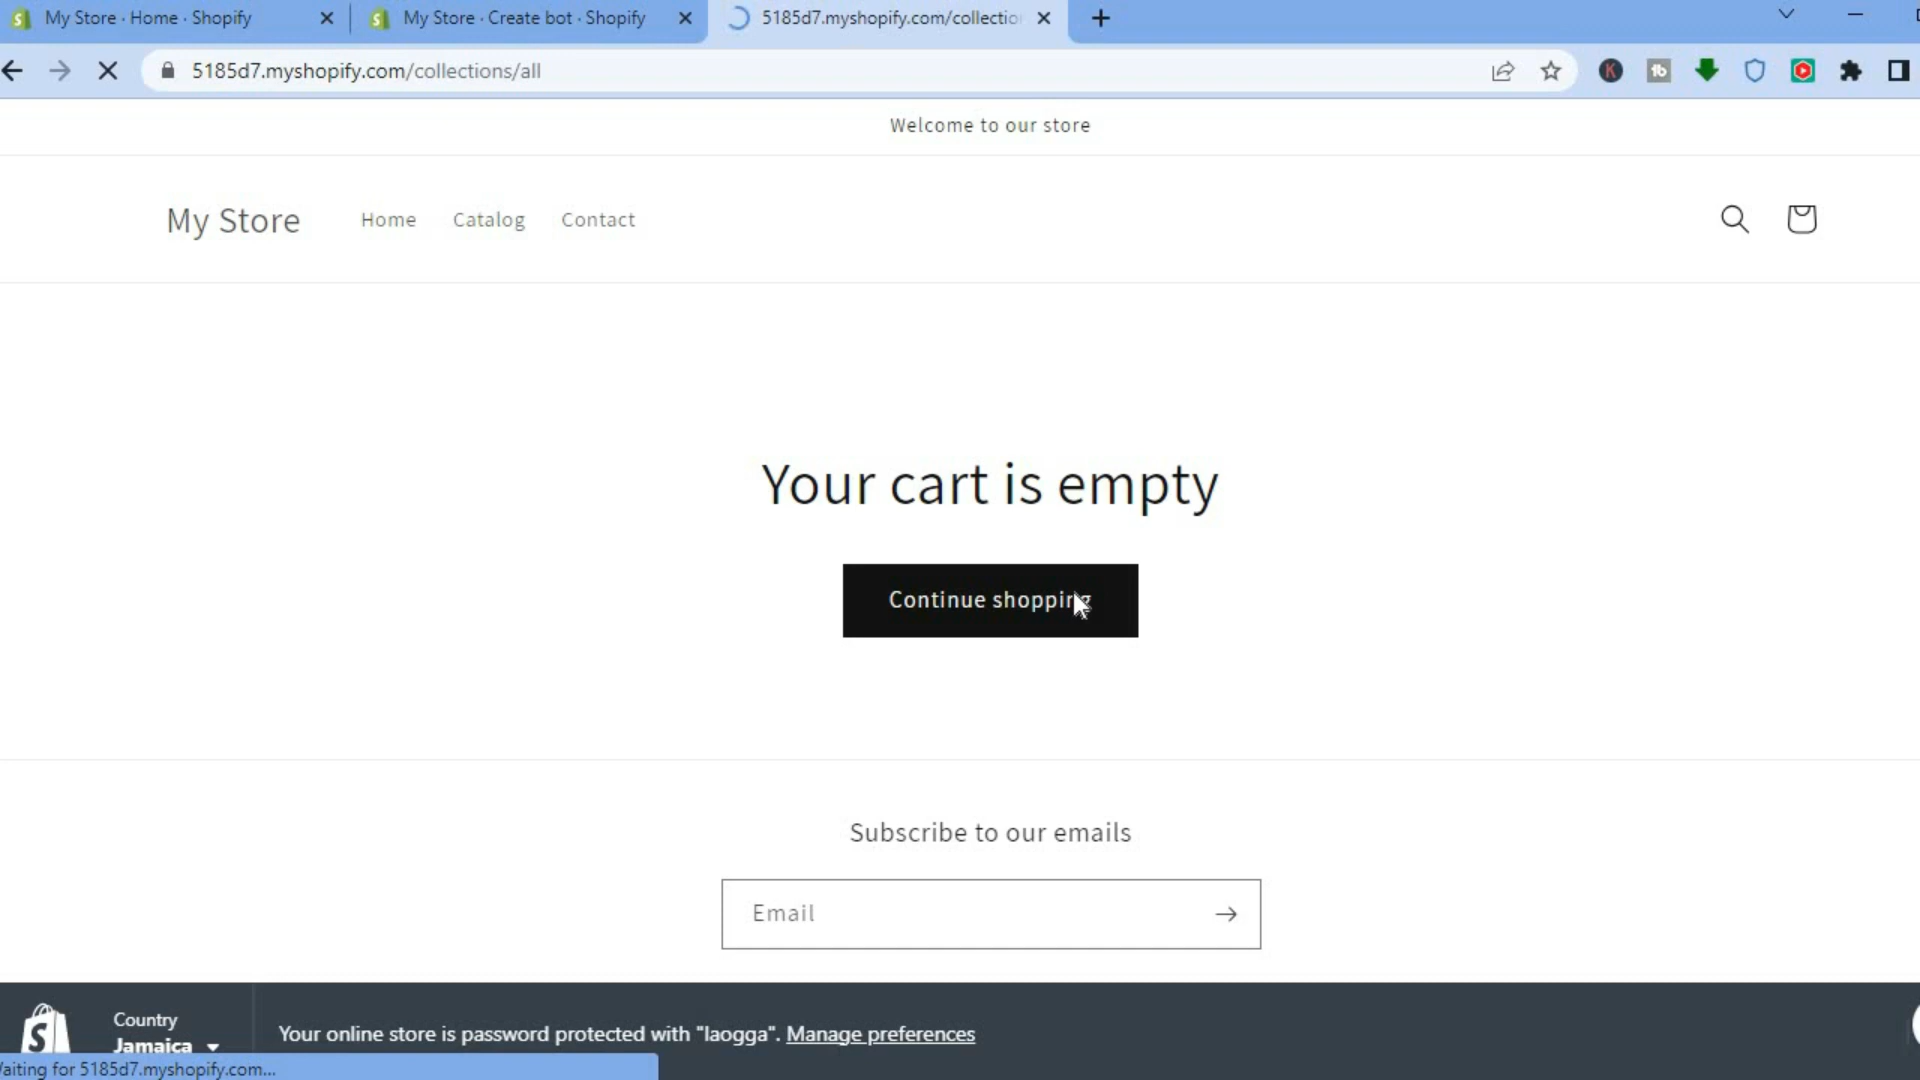 My Store · Home · Shopify
My Store · Create bot · Shopify
5185d7.myshopify.com/collectio
5185d7.myshopify.com/collections/all
K
tb
Welcome to our store
My Store
Home
Catalog
Contact
Your cart is empty
Continue shopping
Subscribe to our emails
Email
S
Country
Jamaica
Your online store is password protected with "laogga". Manage preferences
aiting for 5185d7.myshopify.com...